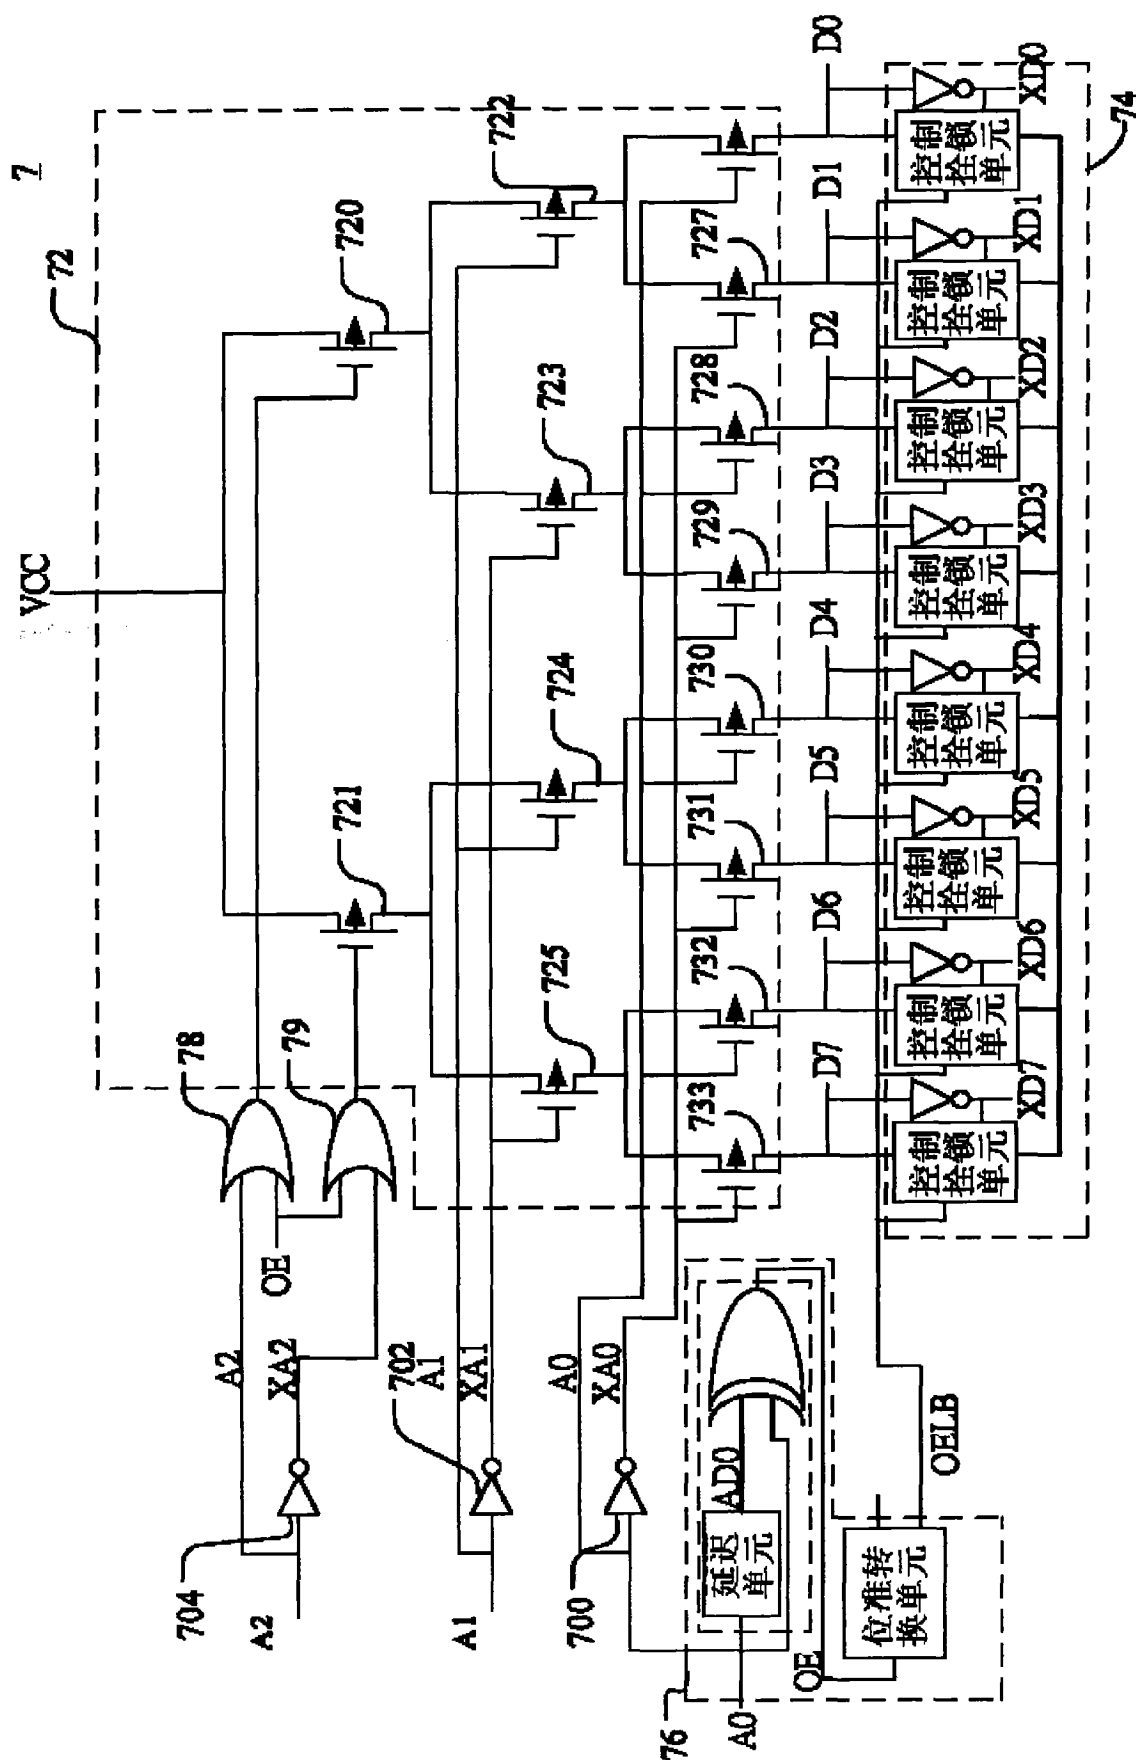 7
72
VCC
78
79
720
721
722
723
724
725
727
728
729
730
731
732
733
OE
A2
XA2
704
A2
702
A1
XA1
A1
A0
XA0
700
76
A0
延迟
单元
AD0
OE
位准转
换单元
OELB
D7
D6
D5
D4
D3
D2
D1
D0
控制
拴锁
单元
XD7
控制
拴锁
单元
XD6
控制
拴锁
单元
XD5
控制
拴锁
单元
XD4
控制
拴锁
单元
XD3
控制
拴锁
单元
XD2
控制
拴锁
单元
XD1
控制
拴锁
单元
XD0
74